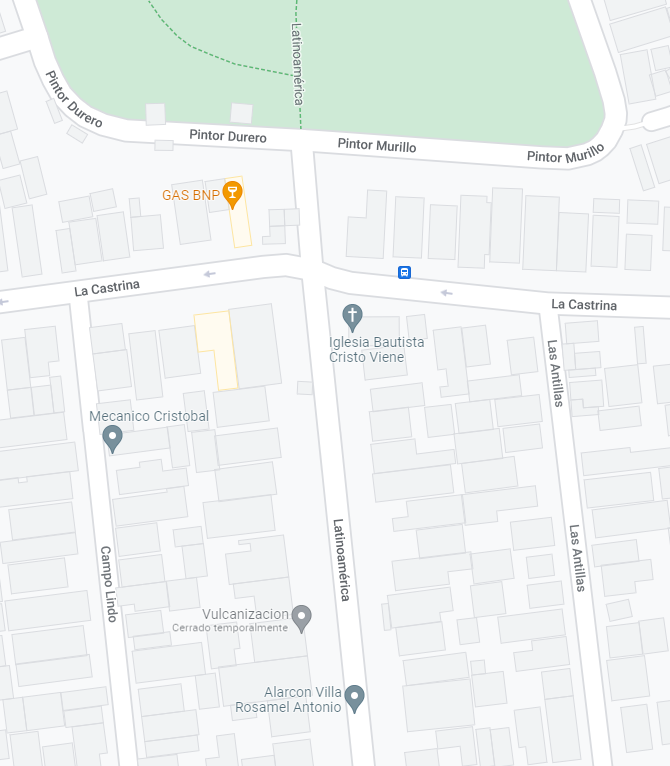 Latinoamérica
Pintor Durero
Pintor Durero
Pintor Murillo
Pintor Murillo
GAS BNP
La Castrina
La Castrina
Iglesia Bautista
Cristo Viene
Las Antillas
Mecanico Cristobal
Campo Lindo
Latinoamérica
Las Antillas
Vulcanizacion
Cerrado temporalmente
Alarcon Villa
Rosamel Antonio